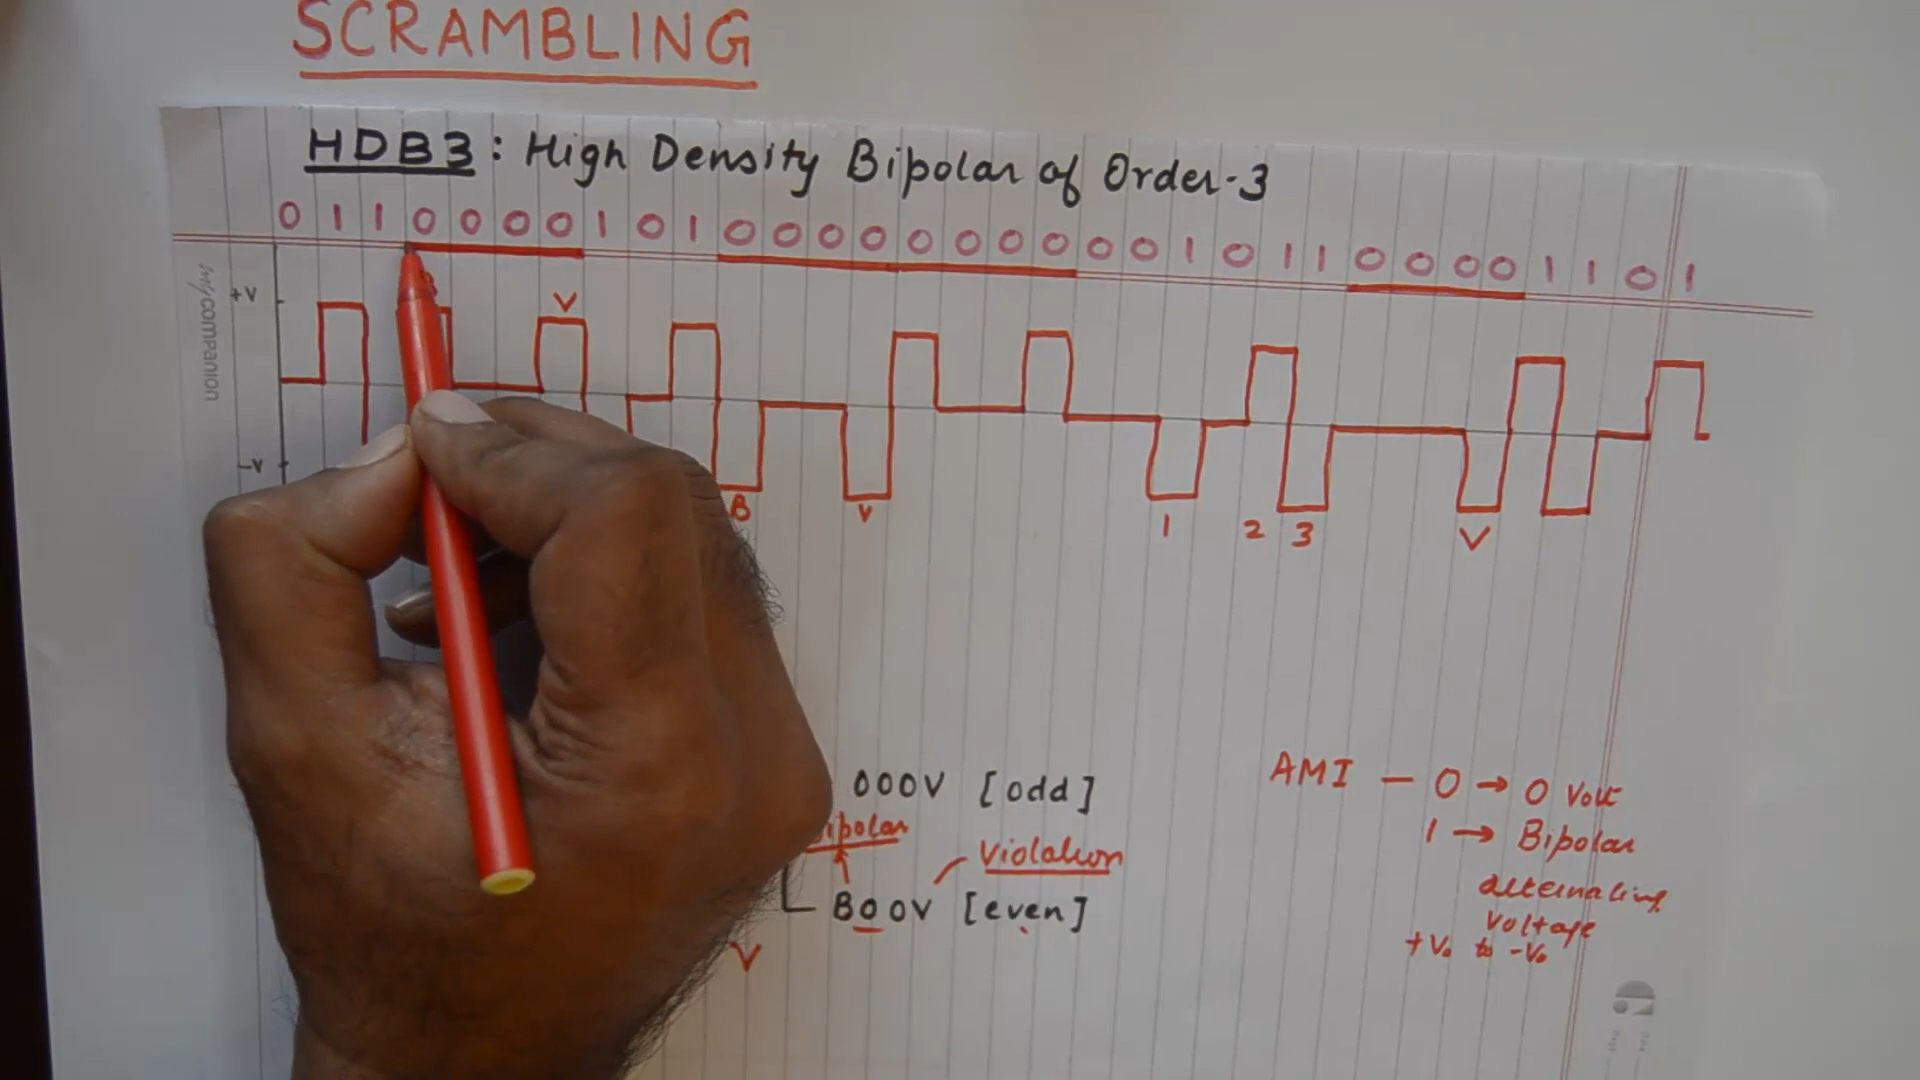 SCRAMBLING
HDB3: High Density Bipolar of Order-3
0 1 1 0 0 0 0 1 0 1 0 0 0 0 0 0 0 0 0 0 1 0 1 1 0 0 0 0 1 1 0 1
mycompanion
+V
V
-V
B V 1 2 3 V
000V [odd]
Bipolar
Violation
B00V [even]
V
AMI - 0 → 0 Volt
1 → Bipolar
alternating
Voltage
+V₀ to -V₀